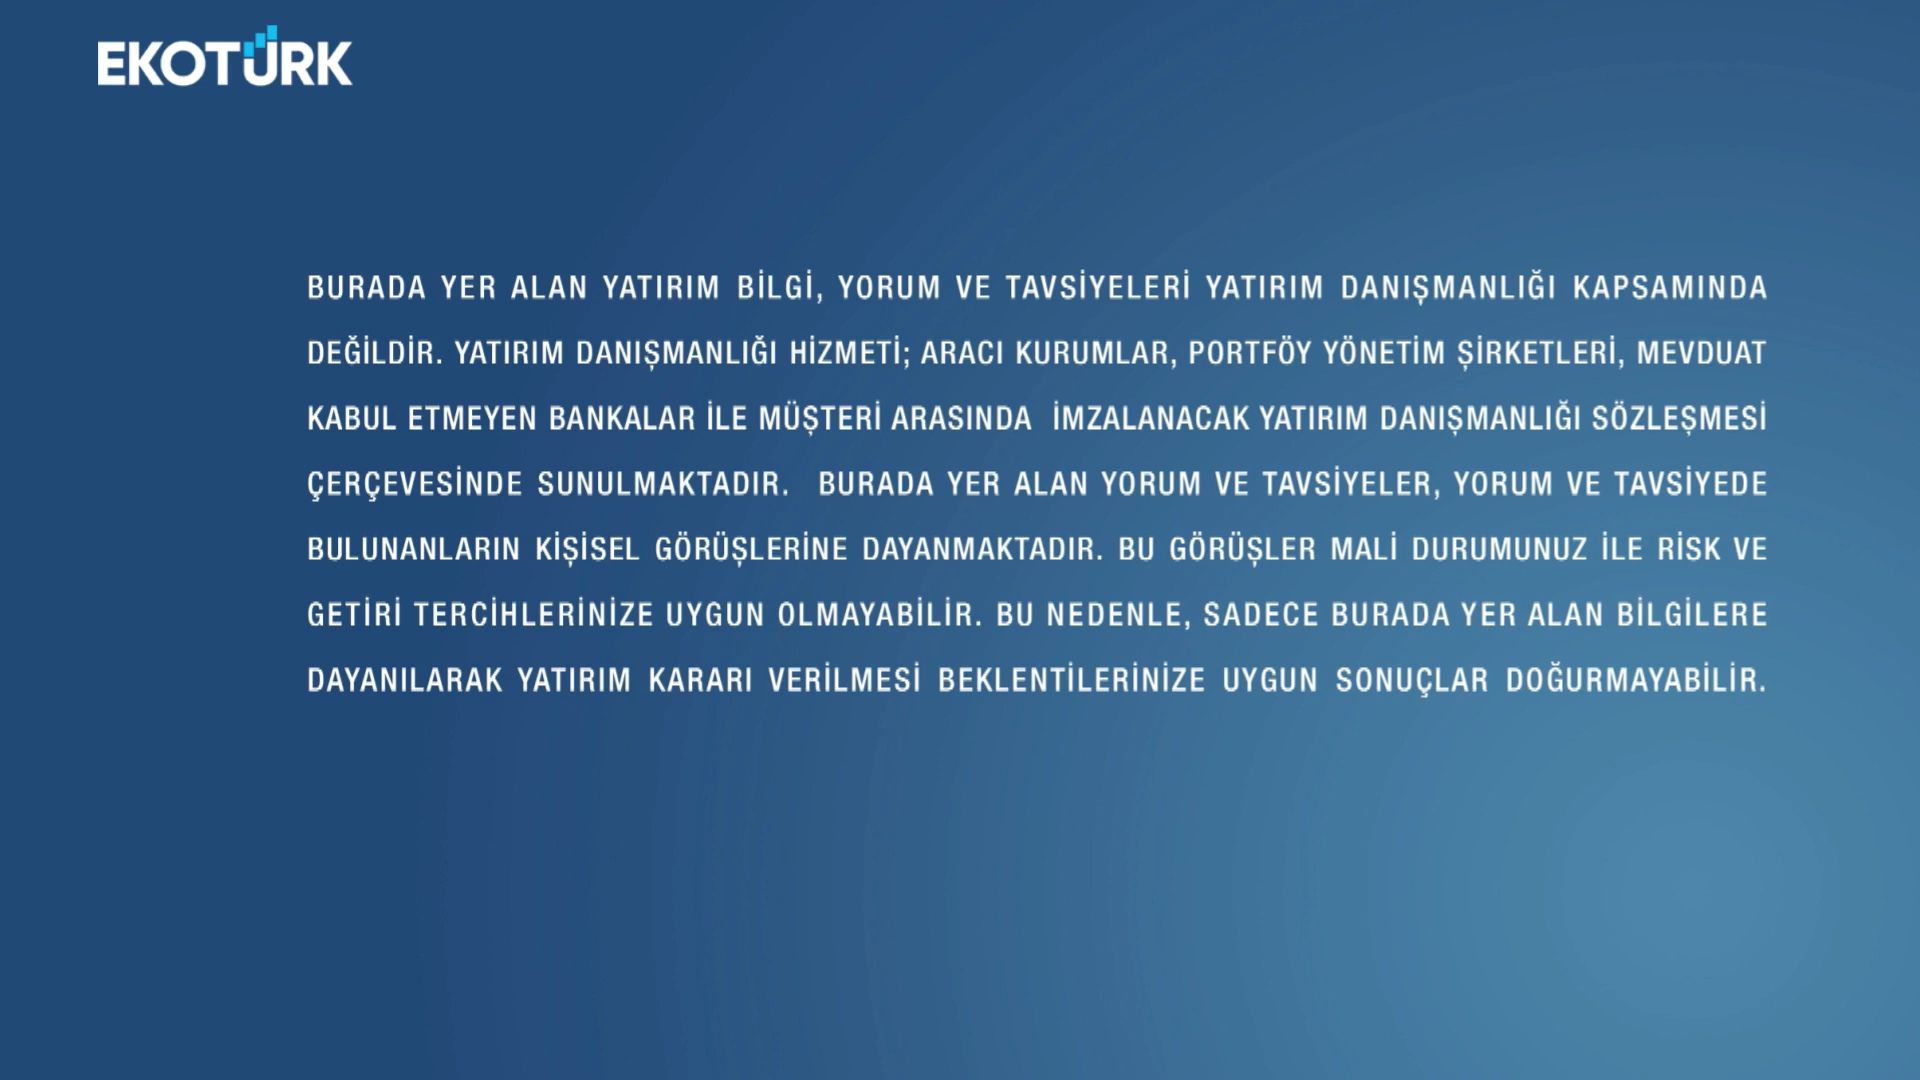 EKOTÜRK
BURADA YER ALAN YATIRIM BİLGİ, YORUM VE TAVSİYELERİ YATIRIM DANIŞMANLIĞI KAPSAMINDA
DEĞİLDİR. YATIRIM DANIŞMANLIĞI HİZMETİ; ARACI KURUMLAR, PORTFÖY YÖNETİM ŞİRKETLERİ, MEVDUAT
KABUL ETMEYEN BANKALAR İLE MÜŞTERİ ARASINDA  İMZALANACAK YATIRIM DANIŞMANLIĞI SÖZLEŞMESİ
ÇERÇEVESİNDE SUNULMAKTADIR.  BURADA YER ALAN YORUM VE TAVSİYELER, YORUM VE TAVSİYEDE
BULUNANLARIN KİŞİSEL GÖRÜŞLERİNE DAYANMAKTADIR. BU GÖRÜŞLER MALİ DURUMUNUZ İLE RİSK VE
GETİRİ TERCİHLERİNİZE UYGUN OLMAYABİLİR. BU NEDENLE, SADECE BURADA YER ALAN BİLGİLERE
DAYANILARAK YATIRIM KARARI VERİLMESİ BEKLENTİLERİNİZE UYGUN SONUÇLAR DOĞURMAYABİLİR.